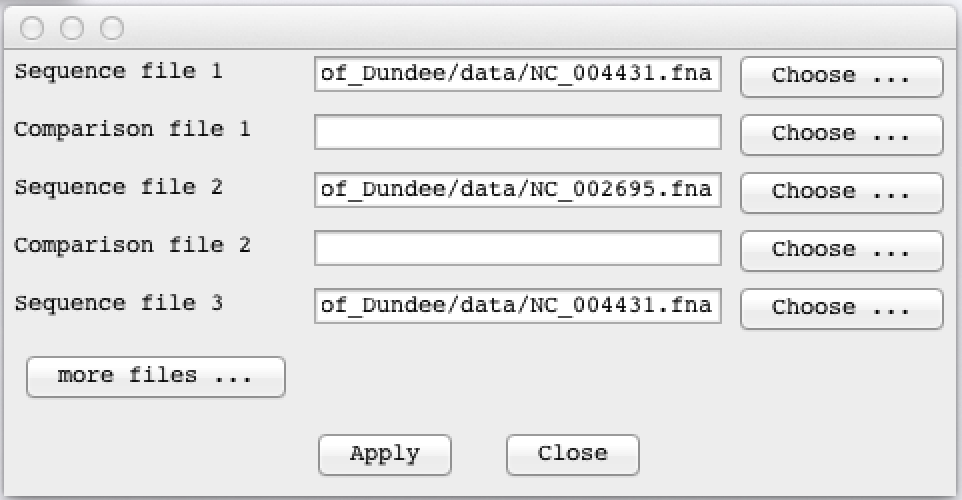 Sequence file 1 of_Dundee/data/NC_004431.fna Choose ...
Comparison file 1 Choose ...
Sequence file 2 of_Dundee/data/NC_002695.fna Choose ...
Comparison file 2 Choose ...
Sequence file 3 of_Dundee/data/NC_004431.fna Choose ...
more files ...
Apply Close